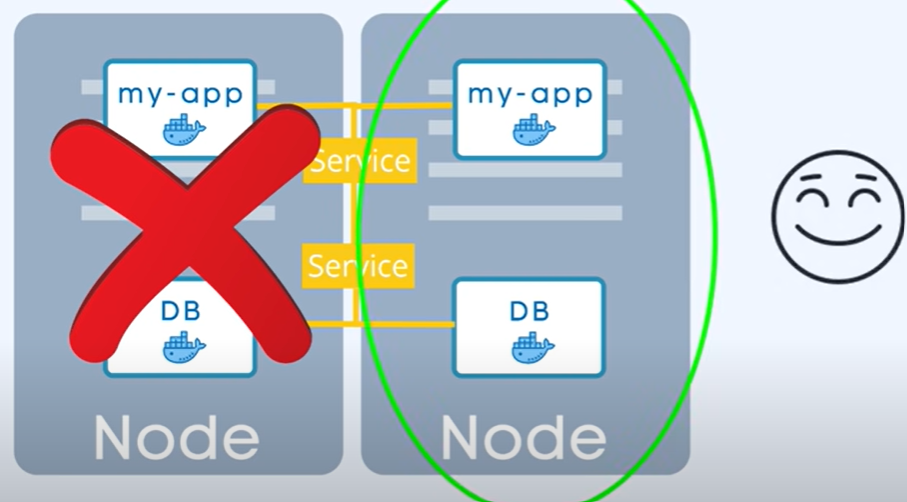 my-app
my-app
Service
Service
DB
DB
Node
Node